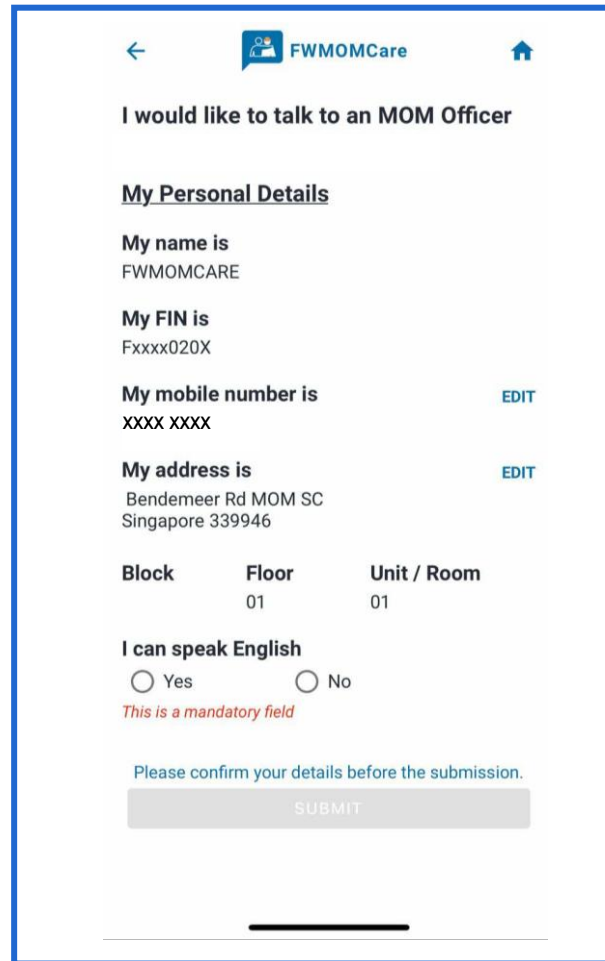 FWMOMCare
I would like to talk to an MOM Officer
My Personal Details
My name is
FWMOMCARE
My FIN is
Fxxxx020X
My mobile number is EDIT
XXXX XXXX
My address is EDIT
Bendemeer Rd MOM SC
Singapore 339946
Block Floor Unit / Room
01 01
I can speak English
Yes No
This is a mandatory field
Please confirm your details before the submission.
SUBMIT